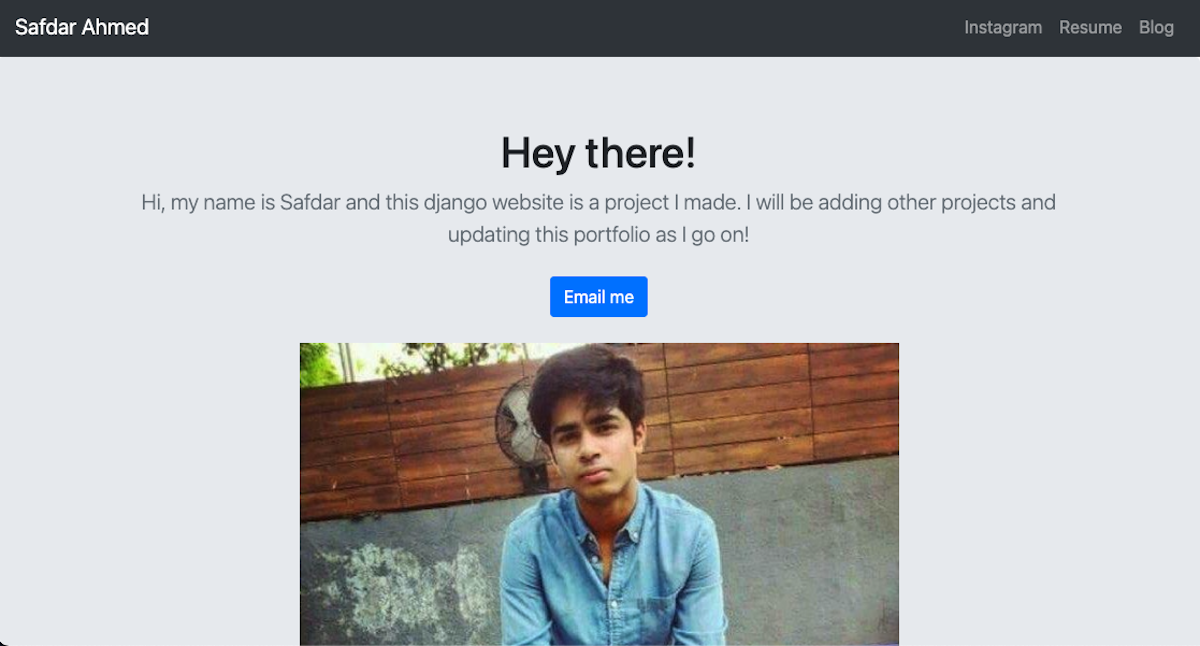 Safdar Ahmed
Instagram Resume Blog
Hey there!
Hi, my name is Safdar and this django website is a project I made. I will be adding other projects and
updating this portfolio as I go on!
Email me